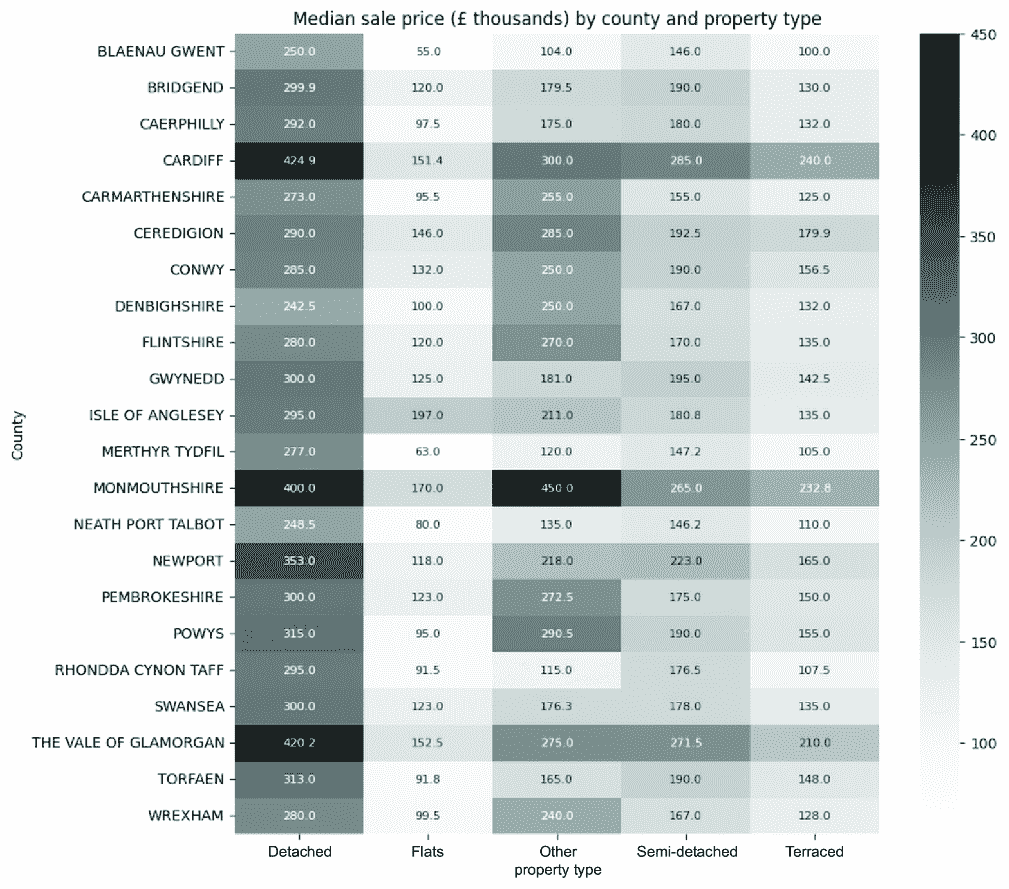 Median sale price (£ thousands) by county and property type
BLAENAU GWENT 250.0 55.0 104.0 146.0 100.0
BRIDGEND 299.9 120.0 179.5 190.0 130.0
CAERPHILLY 292.0 97.5 175.0 180.0 132.0
CARDIFF 424.9 151.4 300.0 285.0 240.0
CARMARTHENSHIRE 273.0 95.5 255.0 155.0 125.0
CEREDIGION 290.0 146.0 285.0 192.5 179.9
CONWY 285.0 132.0 250.0 190.0 156.5
DENBIGHSHIRE 242.5 100.0 250.0 167.0 132.0
FLINTSHIRE 280.0 120.0 270.0 170.0 135.0
GWYNEDD 300.0 125.0 181.0 195.0 142.5
ISLE OF ANGLESEY 295.0 197.0 211.0 180.8 135.0
MERTHYR TYDFIL 277.0 63.0 120.0 147.2 105.0
MONMOUTHSHIRE 400.0 170.0 450.0 265.0 232.8
NEATH PORT TALBOT 248.5 80.0 135.0 146.2 110.0
NEWPORT 353.0 118.0 218.0 223.0 165.0
PEMBROKESHIRE 300.0 123.0 272.5 175.0 150.0
POWYS 315.0 95.0 290.5 190.0 155.0
RHONDDA CYNON TAFF 295.0 91.5 115.0 176.5 107.5
SWANSEA 300.0 123.0 176.3 178.0 135.0
THE VALE OF GLAMORGAN 420.2 152.5 275.0 271.5 210.0
TORFAEN 313.0 91.8 165.0 190.0 148.0
WREXHAM 280.0 99.5 240.0 167.0 128.0
County
Detached Flats Other Semi-detached Terraced
property type
450
400
350
300
250
200
150
100